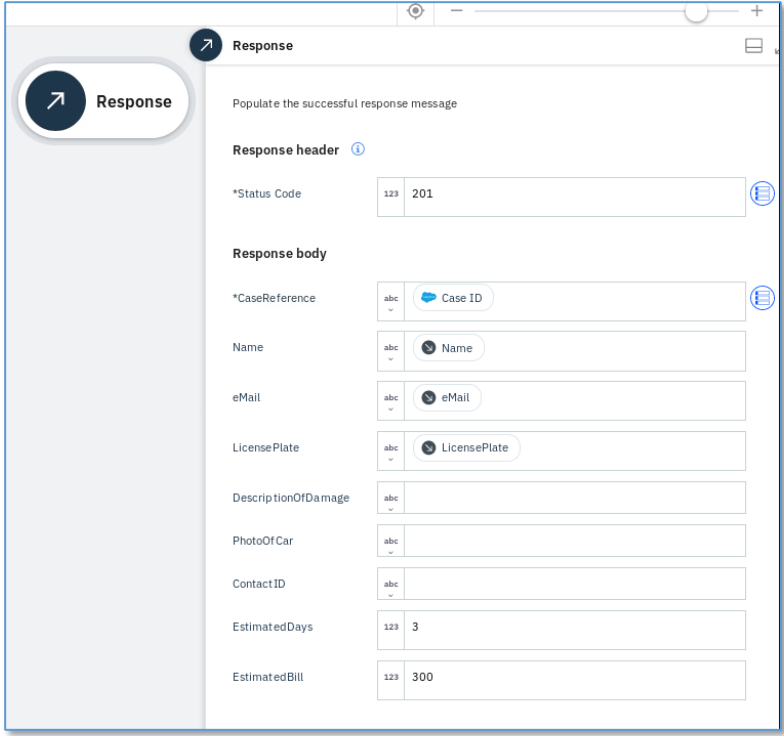 Response
Response
Populate the successful response message
Response header
*Status Code 123 201
Response body
*CaseReference abc Case ID
Name abc Name
eMail abc eMail
LicensePlate abc LicensePlate
DescriptionOfDamage abc
PhotoOfCar abc
ContactID abc
EstimatedDays 123 3
EstimatedBill 123 300